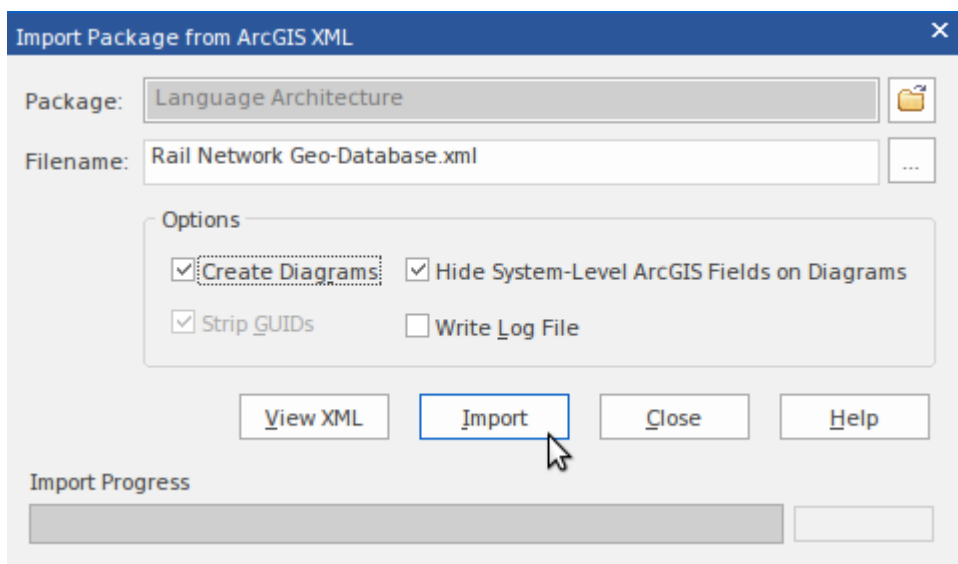 Import Package from ArcGIS XML
Package: Language Architecture
Filename: Rail Network Geo-Database.xml ...
Options
Create Diagrams Hide System-Level ArcGIS Fields on Diagrams
Strip GUIDs Write Log File
View XML Import Close Help
Import Progress